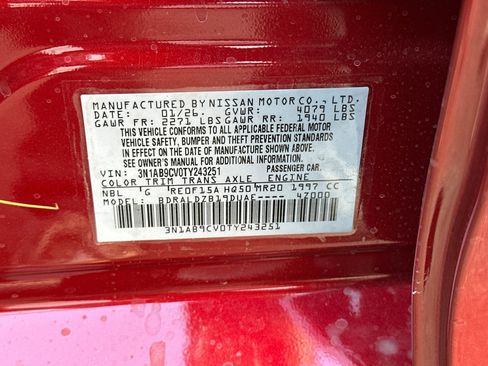 MANUFACTURED BY NISSAN MOTOR CO., LTD.
DATE: 01/26. GVWR: 4079 LBS
GAWR FR: 2271 LBS GAWR RR: 1940 LBS
THIS VEHICLE CONFORMS TO ALL APPLICABLE FEDERAL MOTOR
VEHICLE SAFETY, BUMPER AND THEFT PREVENTION STANDARDS
IN EFFECT ON THE DATE OF MANUFACTURE SHOWN ABOVE.
SEE OWNER'S MANUAL FOR ADDITIONAL INFORMATION
VIN: 3N1AB9CV0TY243251 PASSENGER CAR.
COLOR TRIM TRANS AXLE ENGINE
NBL G RE0F15A HQ50 MR20 1997 CC
MODEL: BDRALDZB19DUAE---- 47000
3N1AB9CV0TY243251